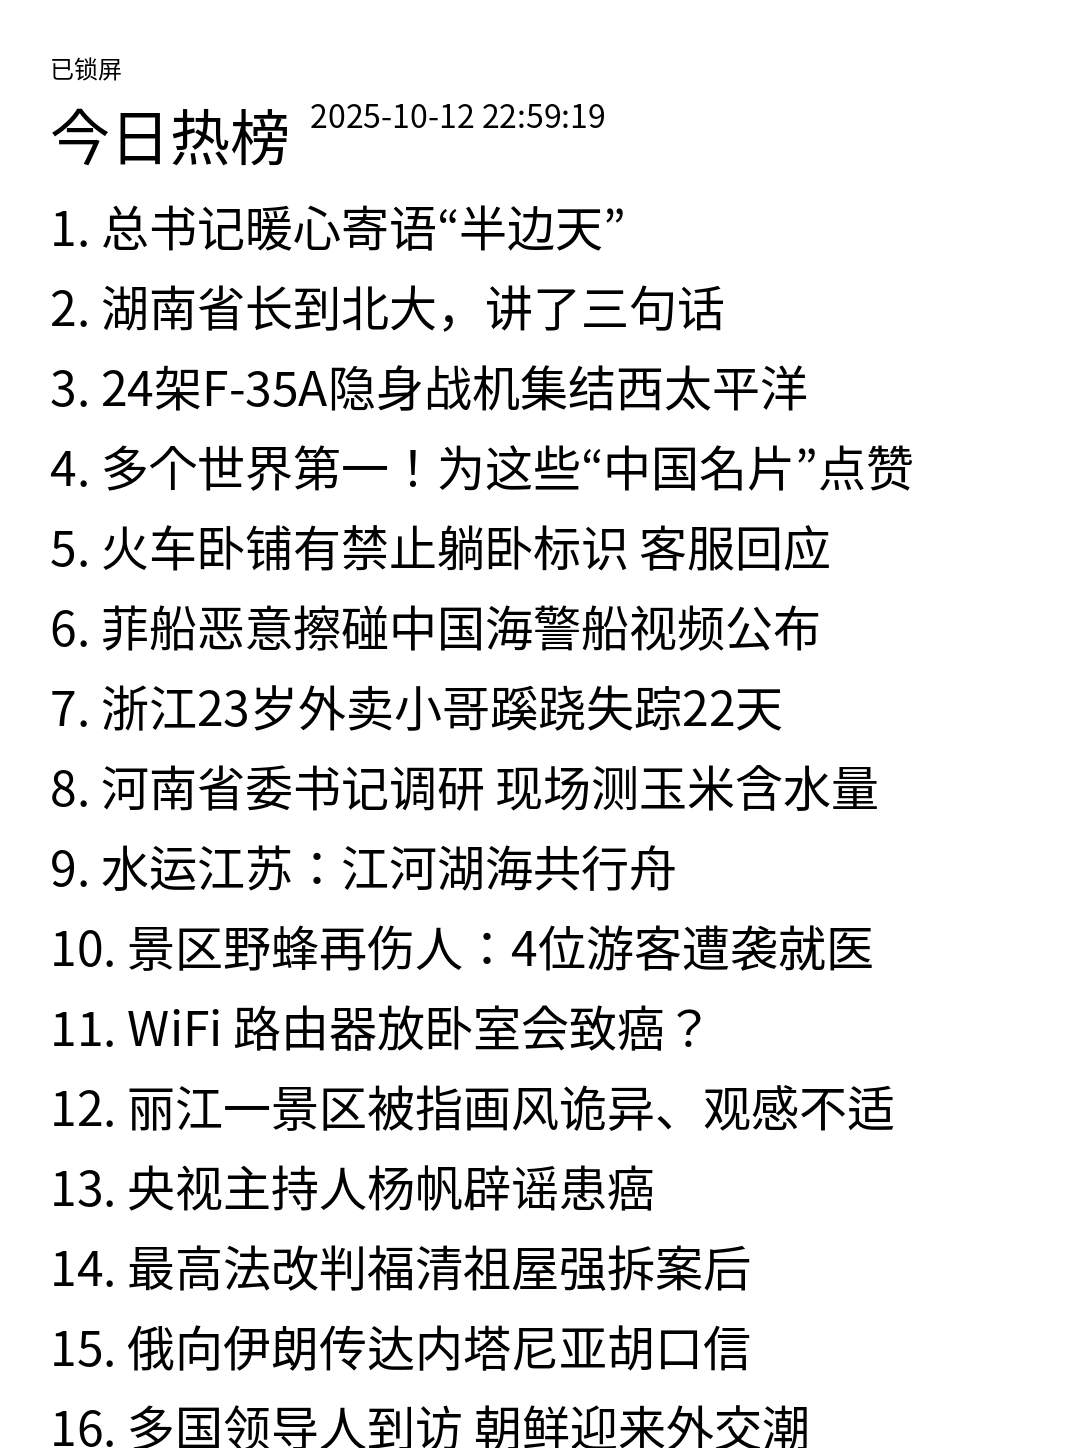 已锁屏
今日热榜 2025-10-12 22:59:19
1. 总书记暖心寄语“半边天”
2. 湖南省长到北大，讲了三句话
3. 24架F-35A隐身战机集结西太平洋
4. 多个世界第一！为这些“中国名片”点赞
5. 火车卧铺有禁止躺卧标识 客服回应
6. 菲船恶意擦碰中国海警船视频公布
7. 浙江23岁外卖小哥蹊跷失踪22天
8. 河南省委书记调研 现场测玉米含水量
9. 水运江苏：江河湖海共行舟
10. 景区野蜂再伤人：4位游客遭袭就医
11. WiFi 路由器放卧室会致癌？
12. 丽江一景区被指画风诡异、观感不适
13. 央视主持人杨帆辟谣患癌
14. 最高法改判福清祖屋强拆案后
15. 俄向伊朗传达内塔尼亚胡口信
16. 多国领导人到访 朝鲜迎来外交潮